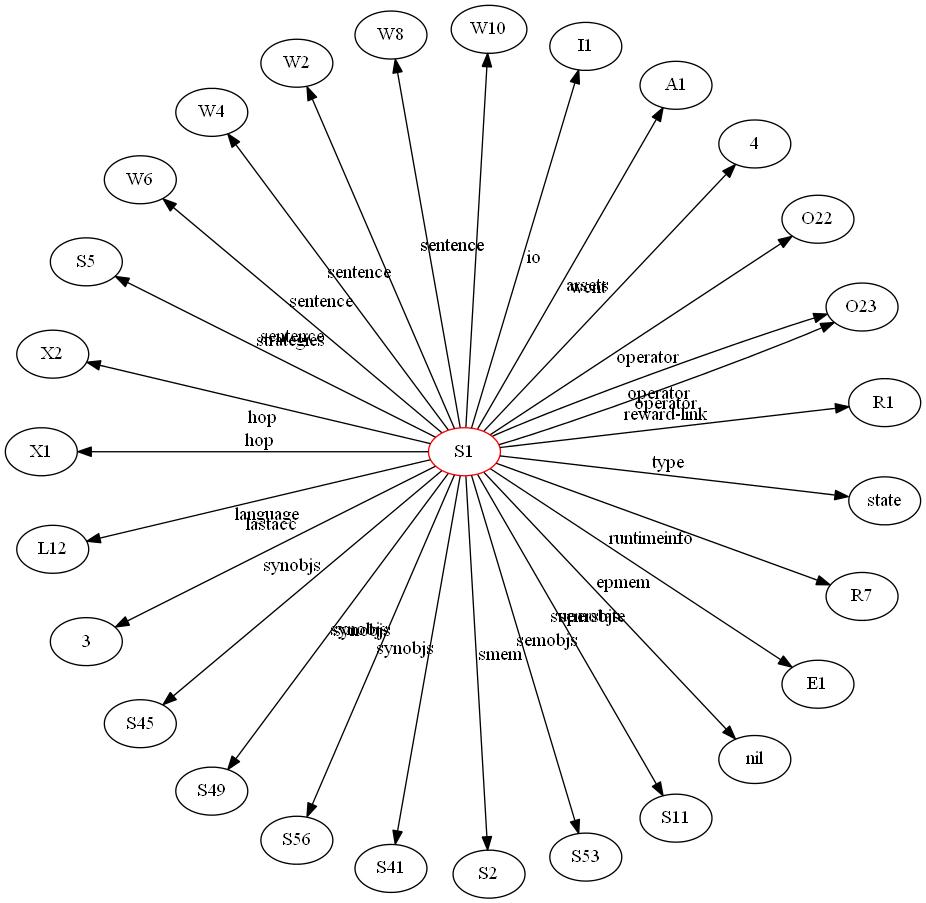 W10
W8
I1
W2
A1
W4
4
W6
O22
sentence
S5
io
sentence
assets
wcnt
sentence
O23
sentence
strategies
X2
operator
operator
operator
R1
reward-link
hop
hop
X1
S1
type
state
language
lastacc
L12
runtimeinfo
synobjs
epmem
R7
3
synobjs
synobjs
synobjs
semobjs
superstate
semobjs
smem
E1
S45
nil
S49
S11
S56
S53
S41
S2